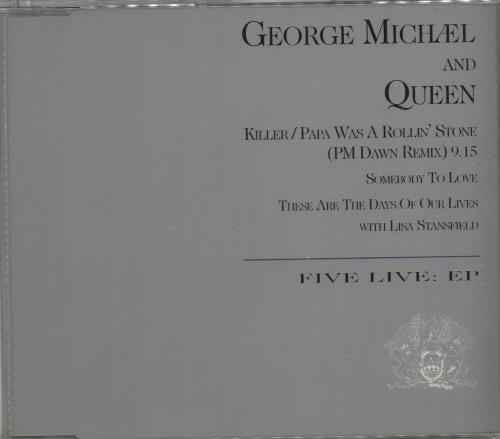 GEORGE MICHÆL
AND
QUEEN
KILLER / PAPA WAS A ROLLIN' STONE
(PM DAWN REMIX) 9.15
SOMEBODY TO LOVE
THESE ARE THE DAYS OF OUR LIVES
WITH LISA STANSFIELD
FIVE LIVE: EP